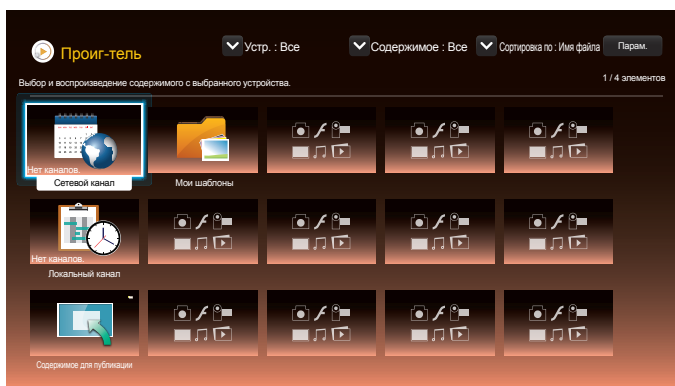 Проиг-тель
Устр. : Все
Содержимое : Все
Сортировка по : Имя файла
Парам.
Выбор и воспроизведение содержимого с выбранного устройства.
1 / 4 элементов
Нет каналов.
Сетевой канал
Мои шаблоны
Нет каналов.
Локальный канал
Содержимое для публикации